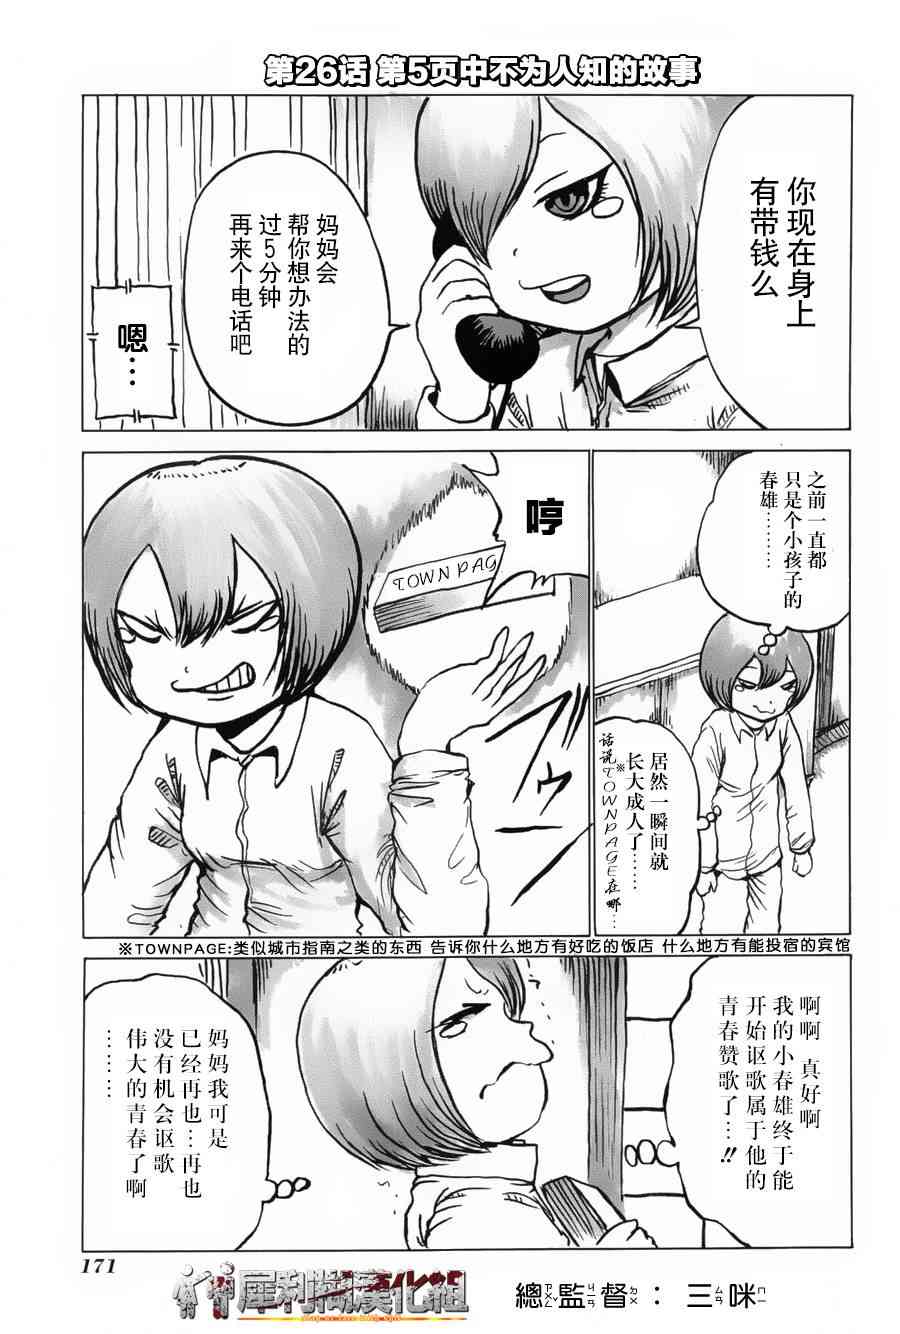 第26话 第5页中不为人知的故事
你现在身上
有带钱么
妈妈会
帮你想办法的
过5分钟
再来个电话吧
嗯…
之前一直都
只是个小孩子的
春雄………
居然一瞬间就
※长大成人了……
话说TOWNPAGE在哪…
哼
TOWN PAG
ブゥン
※TOWNPAGE:类似城市指南之类的东西 告诉你什么地方有好吃的饭店 什么地方有能投宿的宾馆
啊啊 真好啊
我的小春雄终于能
开始讴歌属于他的
青春赞歌了…!!
妈妈我可是
已经再也…再也
没有机会讴歌
伟大的青春了啊
………
171
犀利糊漢化組
總監督：三咪